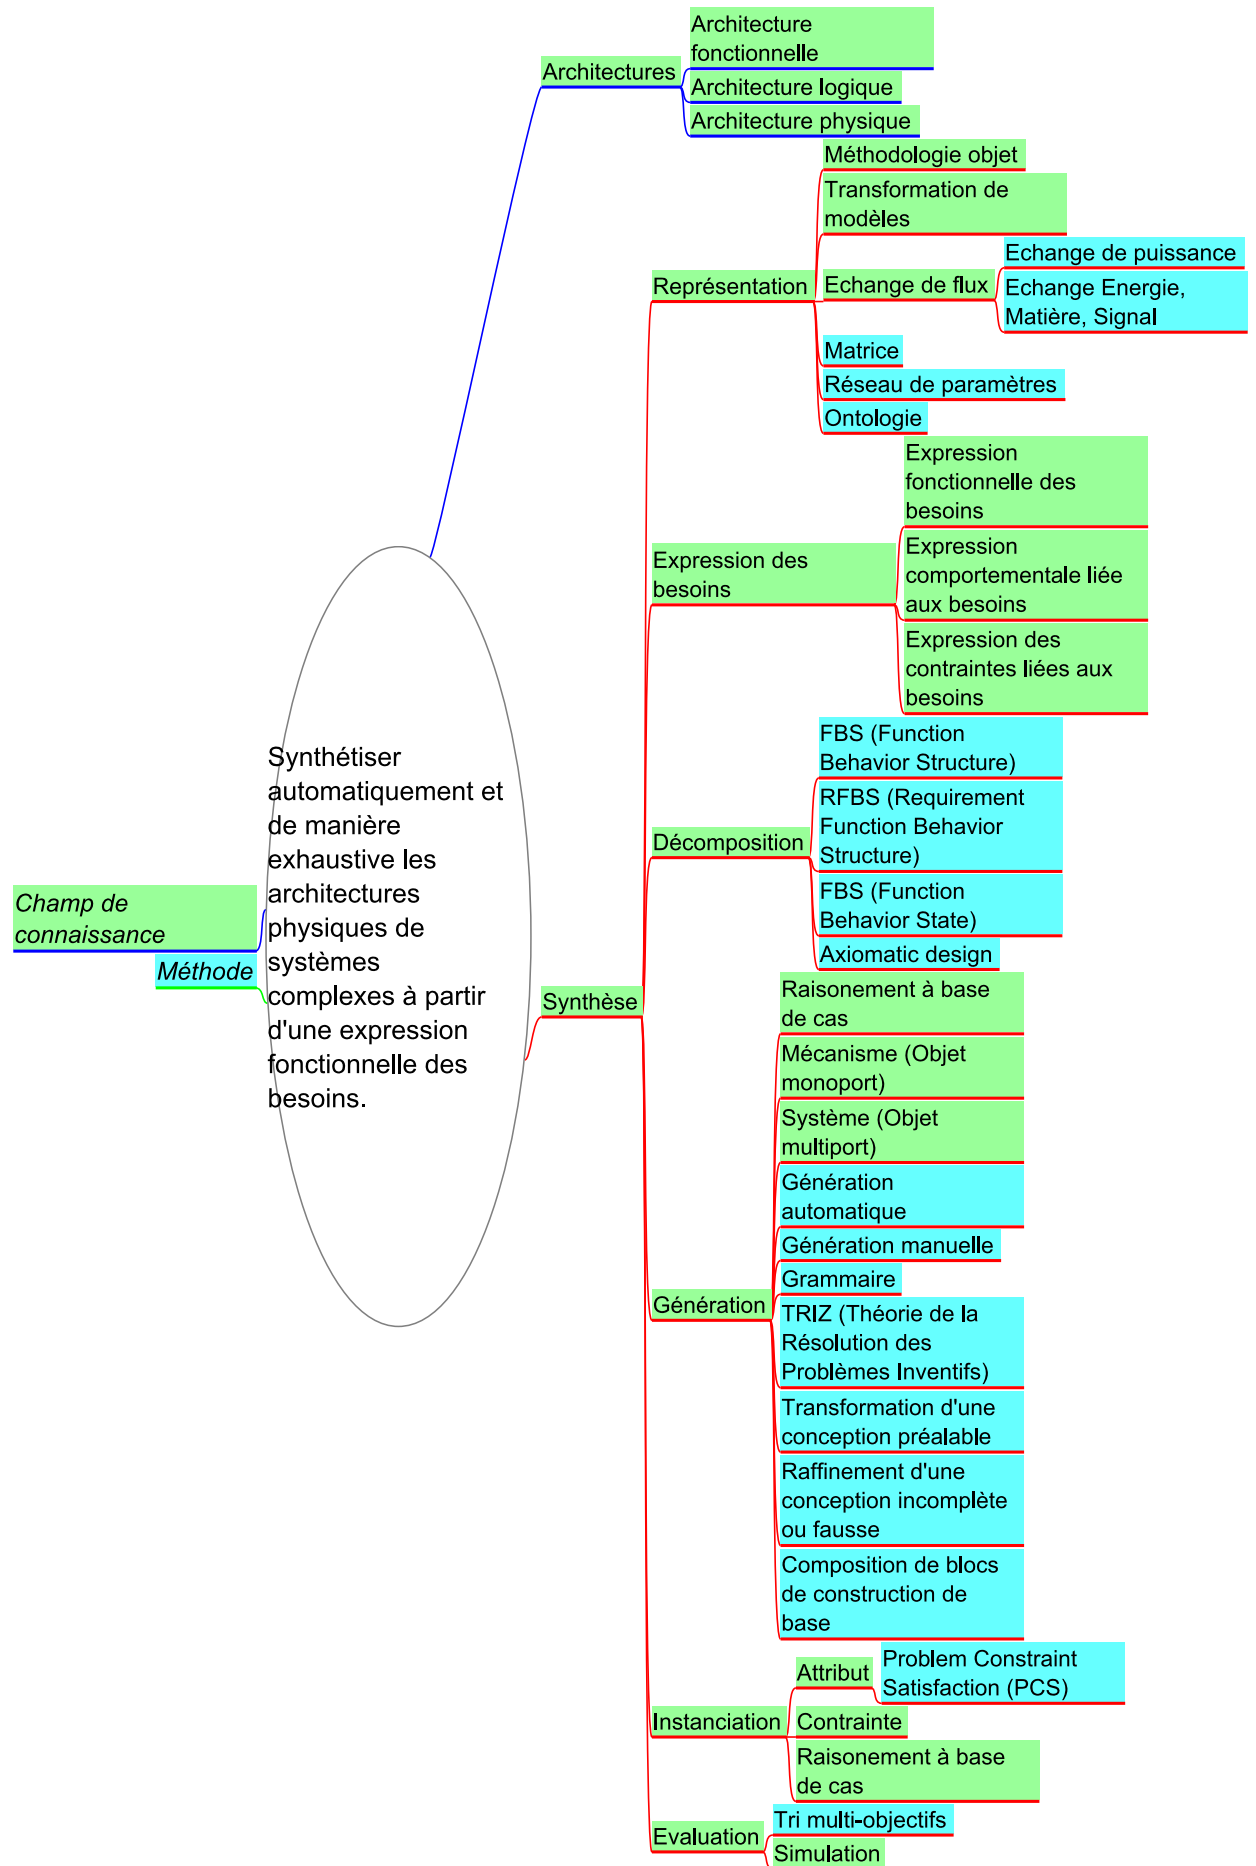 Architectures
Architecture
fonctionnelle
Architecture logique
Architecture physique
Méthodologie objet
Transformation de
modèles
Représentation
Echange de flux
Echange de puissance
Echange Energie,
Matière, Signal
Matrice
Réseau de paramètres
Ontologie
Expression des
besoins
Expression
fonctionnelle des
besoins
Expression
comportementale liée
aux besoins
Expression des
contraintes liées aux
besoins
Synthétiser
automatiquement et
de manière
exhaustive les
architectures
physiques de
systèmes
complexes à partir
d'une expression
fonctionnelle des
besoins.
Champ de
connaissance
Méthode
Synthèse
Décomposition
FBS (Function
Behavior Structure)
RFBS (Requirement
Function Behavior
Structure)
FBS (Function
Behavior State)
Axiomatic design
Génération
Raisonement à base
de cas
Mécanisme (Objet
monoport)
Système (Objet
multiport)
Génération
automatique
Génération manuelle
Grammaire
TRIZ (Théorie de la
Résolution des
Problèmes Inventifs)
Transformation d'une
conception préalable
Raffinement d'une
conception incomplète
ou fausse
Composition de blocs
de construction de
base
Instanciation
Attribut
Problem Constraint
Satisfaction (PCS)
Contrainte
Raisonement à base
de cas
Evaluation
Tri multi-objectifs
Simulation